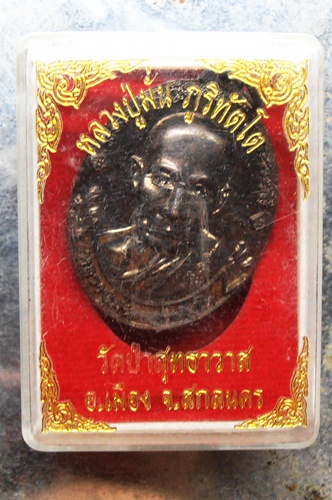 หลวงปู่มั่น ภูริทัตโต
วัดป่าสุทธาวาส
อ.เมือง จ.สกลนคร